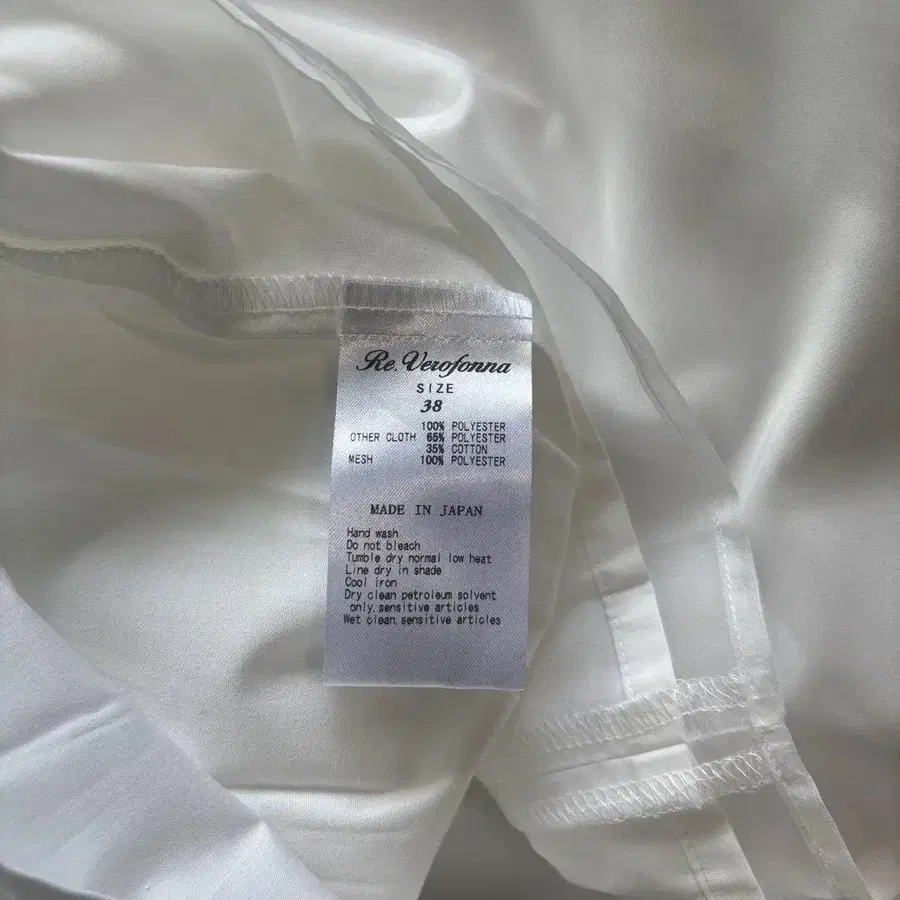 Re.Verofonna
SIZE
38
100% POLYESTER
OTHER CLOTH 65% POLYESTER
35% COTTON
MESH 100% POLYESTER
MADE IN JAPAN
Hand wash
Do not bleach
Tumble dry normal low heat
Line dry in shade
Cool iron
Dry clean petroleum solvent
only, sensitive articles
Wet clean, sensitive articles